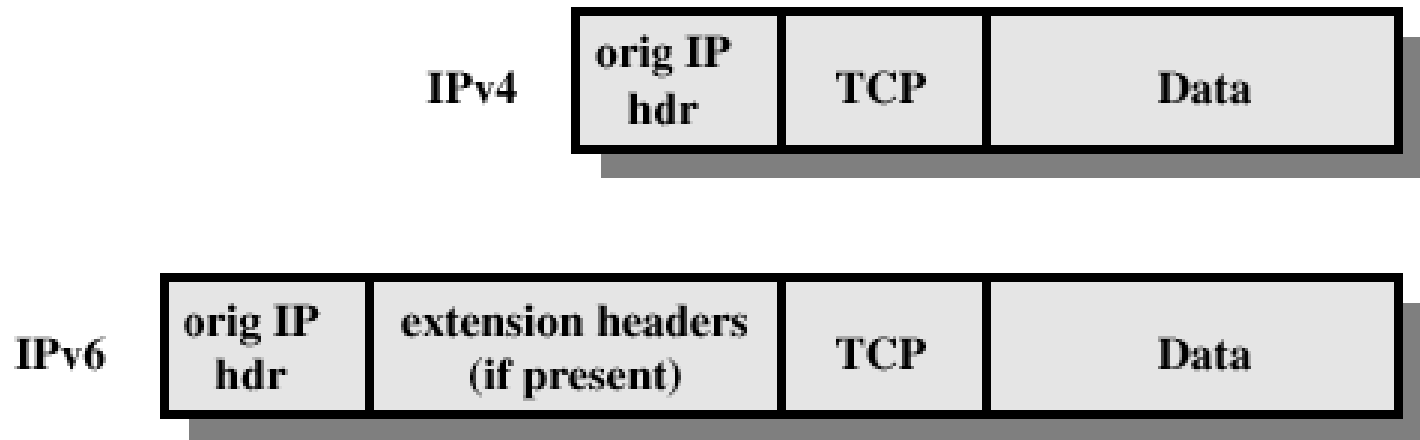 IPv4
orig IP
hdr
TCP
Data
IPv6
orig IP
hdr
extension headers
(if present)
TCP
Data